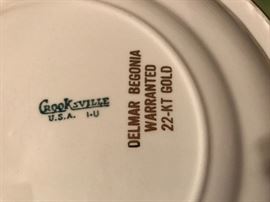 CROOKSVILLE
U.S.A. I-U
DELMAR BEGONIA
WARRANTED
22-KT GOLD